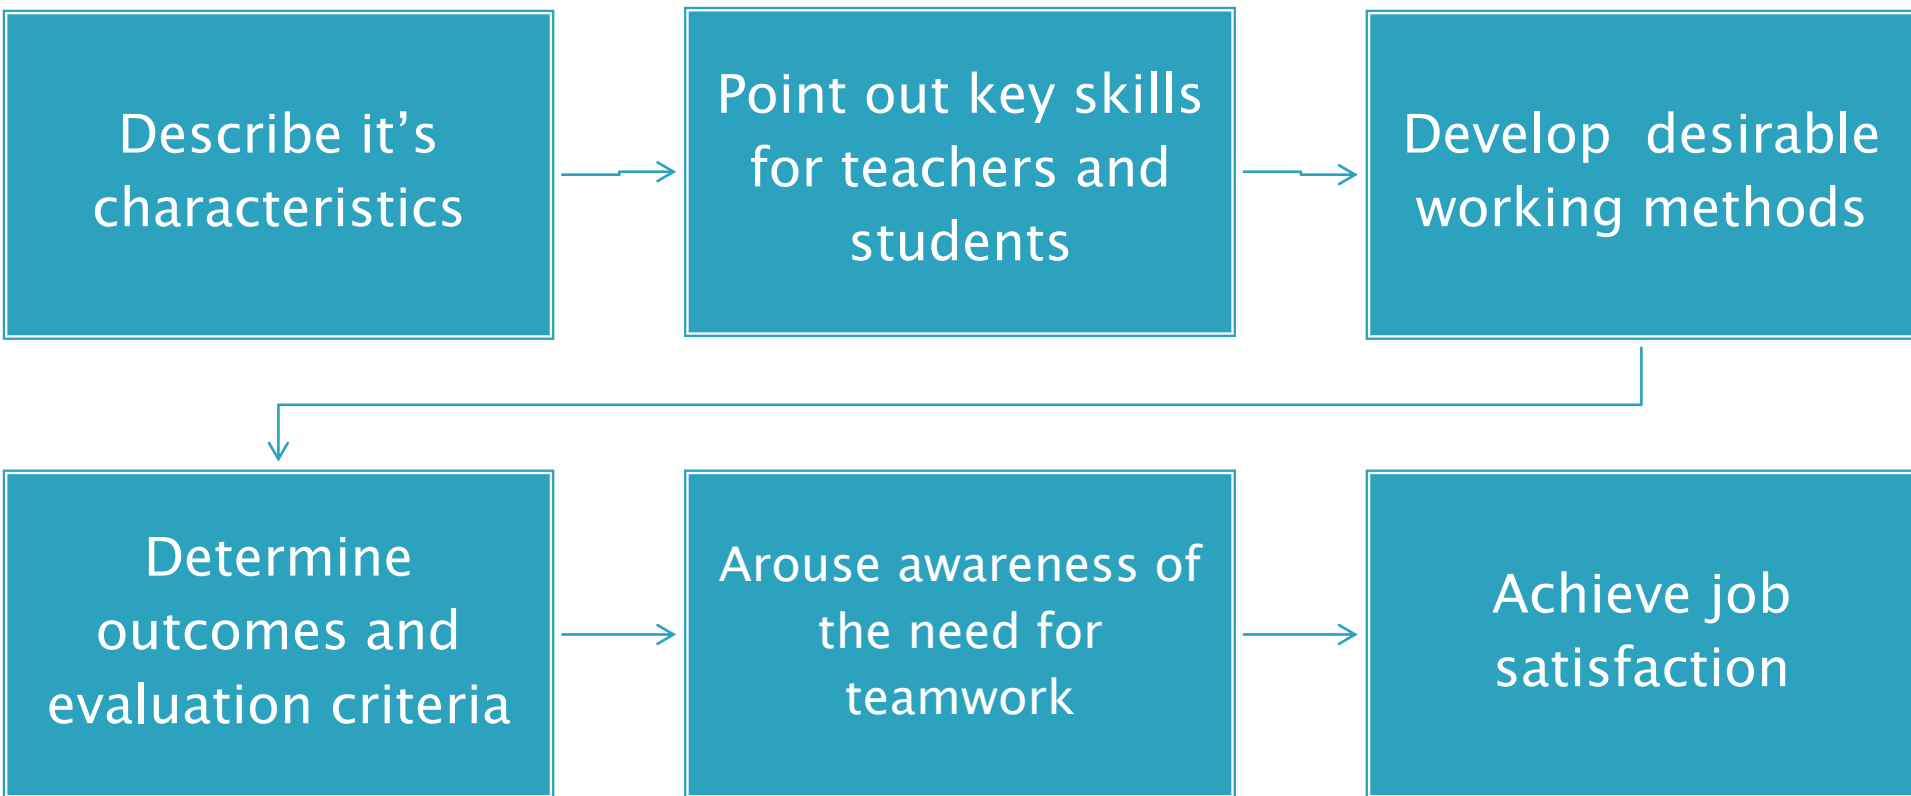 Describe it’s
characteristics
Point out key skills
for teachers and
students
Develop  desirable
working methods
Determine
outcomes and
evaluation criteria
Arouse awareness of
the need for
teamwork
Achieve job
satisfaction